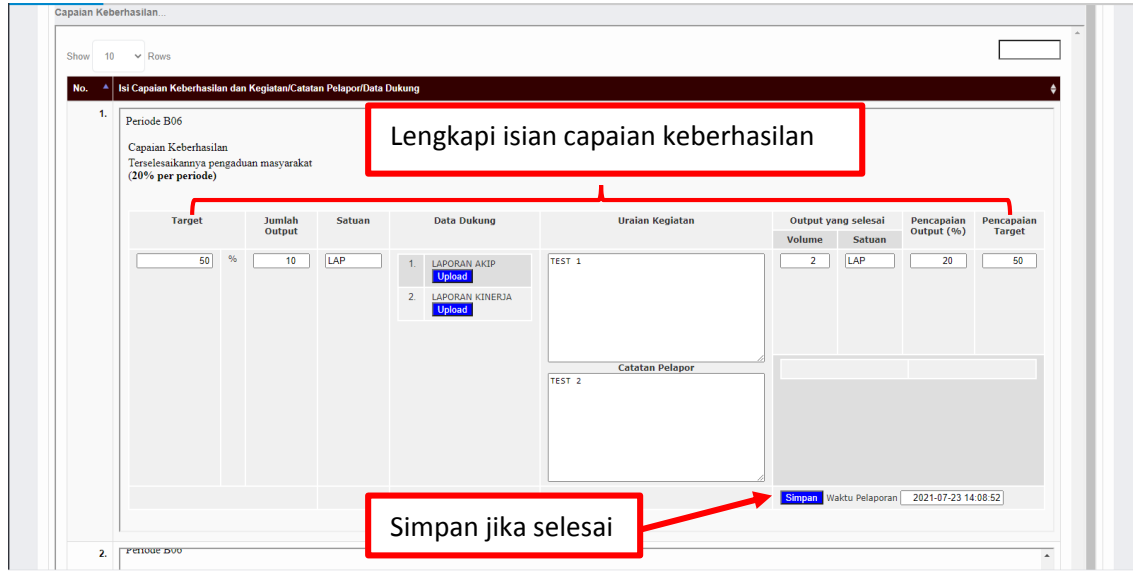 Capaian Keberhasilan...
Show 10 Rows
No. Isi Capaian Keberhasilan dan Kegiatan/Catatan Pelapor/Data Dukung
1.
Periode B06
Lengkapi isian capaian keberhasilan
Capaian Keberhasilan
Terselesaikannya pengaduan masyarakat
(20% per periode)
Target Jumlah Output Satuan Data Dukung Uraian Kegiatan Output yang selesai Pencapaian Output (%) Pencapaian Target
Volume Satuan
50 % 10 LAP
1. LAPORAN AKIP
Upload
2. LAPORAN KINERJA
Upload
TEST 1
2 LAP 20 50
Catatan Pelapor
TEST 2
Simpan Waktu Pelaporan 2021-07-23 14:08:52
Simpan jika selesai
2. Periode B06